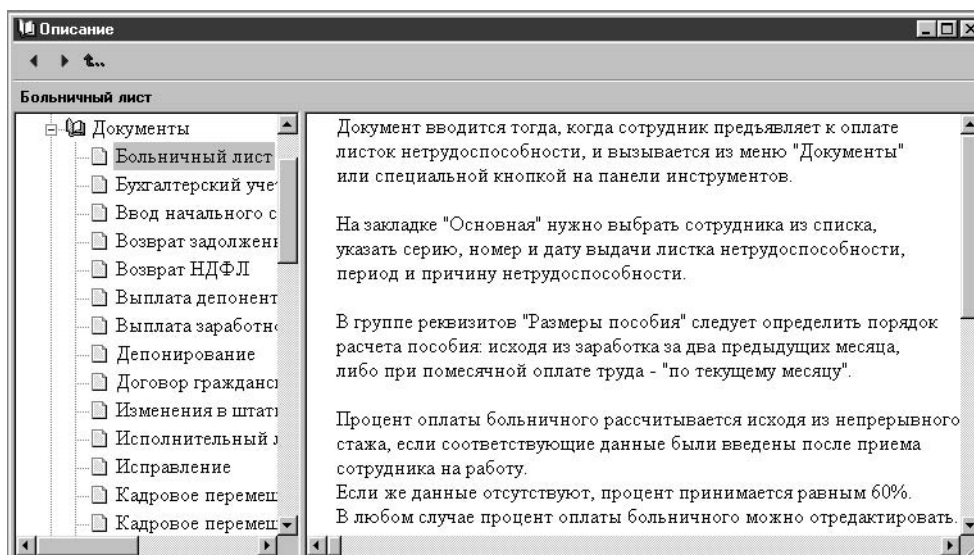 Описание
Больничный лист
Документы
Больничный лист
Бухгалтерский уче
Ввод начального с
Возврат задолжен
Возврат НДФЛ
Выплата депонент
Выплата заработн
Депонирование
Договор гражданс
Изменения в штат
Исполнительный л
Исправление
Кадровое перемещ
Кадровое перемещ
Документ вводится тогда, когда сотрудник предъявляет к оплате
листок нетрудоспособности, и вызывается из меню "Документы"
или специальной кнопкой на панели инструментов.
На закладке "Основная" нужно выбрать сотрудника из списка,
указать серию, номер и дату выдачи листка нетрудоспособности,
период и причину нетрудоспособности.
В группе реквизитов "Размеры пособия" следует определить порядок
расчета пособия: исходя из заработка за два предыдущих месяца,
либо при помесячной оплате труда - "по текущему месяцу".
Процент оплаты больничного рассчитывается исходя из непрерывного
стажа, если соответствующие данные были введены после приема
сотрудника на работу.
Если же данные отсутствуют, процент принимается равным 60%.
В любом случае процент оплаты больничного можно отредактировать.